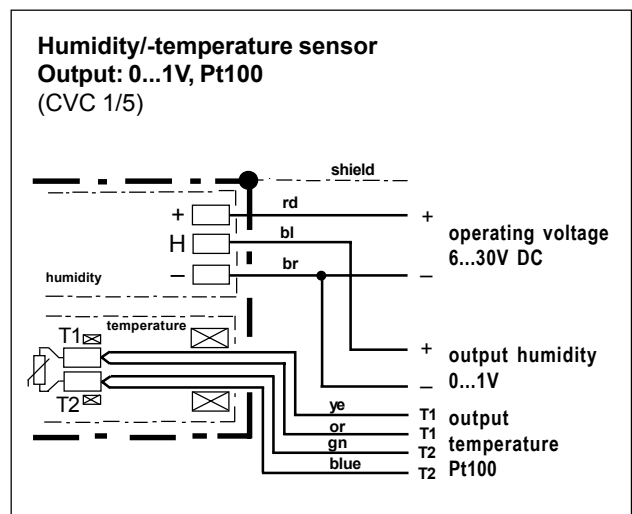 Humidity/-temperature sensor
Output: 0...1V, Pt100
(CVC 1/5)
shield
rd
+
+
operating voltage
6...30V DC
bl
H
br
–
–
humidity
temperature
T1
T2
+
output humidity
–
0...1V
ye
T1
output
or
T1
gn
T2
temperature
blue
T2
Pt100